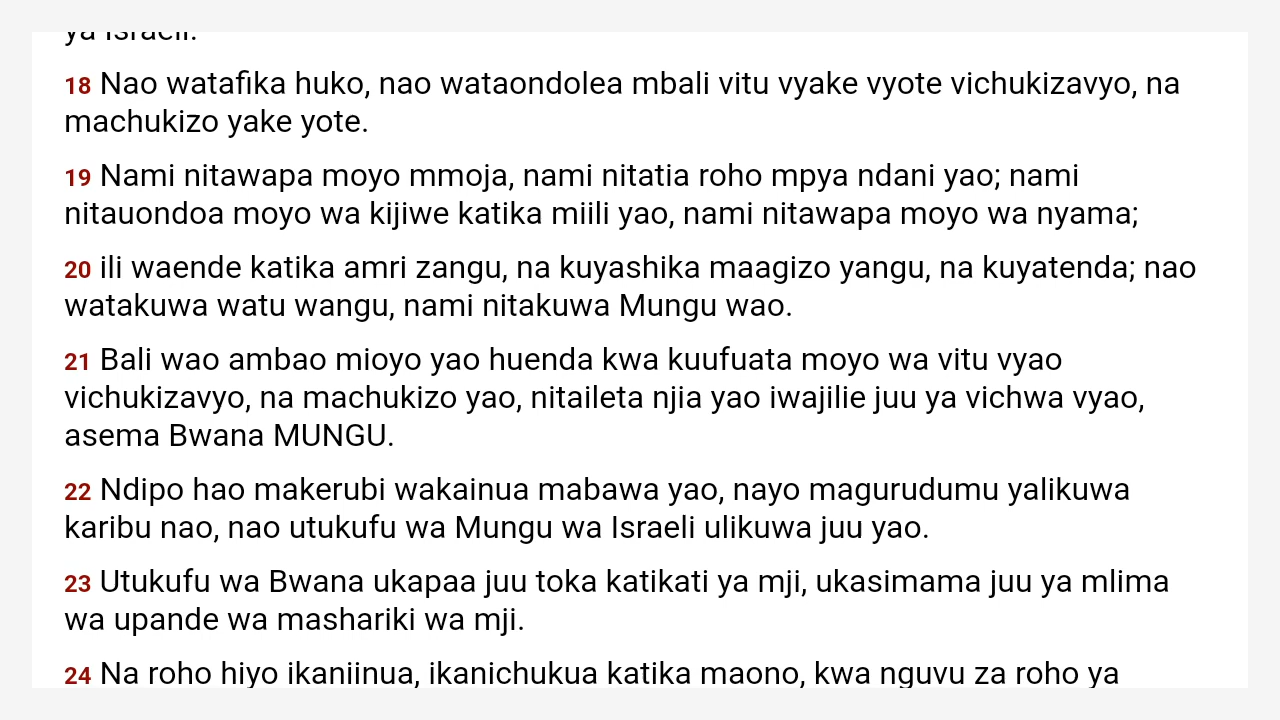 ya Israeli.
18 Nao watafika huko, nao wataondolea mbali vitu vyake vyote vichukizavyo, na
machukizo yake yote.
19 Nami nitawapa moyo mmoja, nami nitatia roho mpya ndani yao; nami
nitauondoa moyo wa kijiwe katika miili yao, nami nitawapa moyo wa nyama;
20 ili waende katika amri zangu, na kuyashika maagizo yangu, na kuyatenda; nao
watakuwa watu wangu, nami nitakuwa Mungu wao.
21 Bali wao ambao mioyo yao huenda kwa kuufuata moyo wa vitu vyao
vichukizavyo, na machukizo yao, nitaileta njia yao iwajilie juu ya vichwa vyao,
asema Bwana MUNGU.
22 Ndipo hao makerubi wakainua mabawa yao, nayo magurudumu yalikuwa
karibu nao, nao utukufu wa Mungu wa Israeli ulikuwa juu yao.
23 Utukufu wa Bwana ukapaa juu toka katikati ya mji, ukasimama juu ya mlima
wa upande wa mashariki wa mji.
24 Na roho hiyo ikaniinua, ikanichukua katika maono, kwa nguvu za roho ya